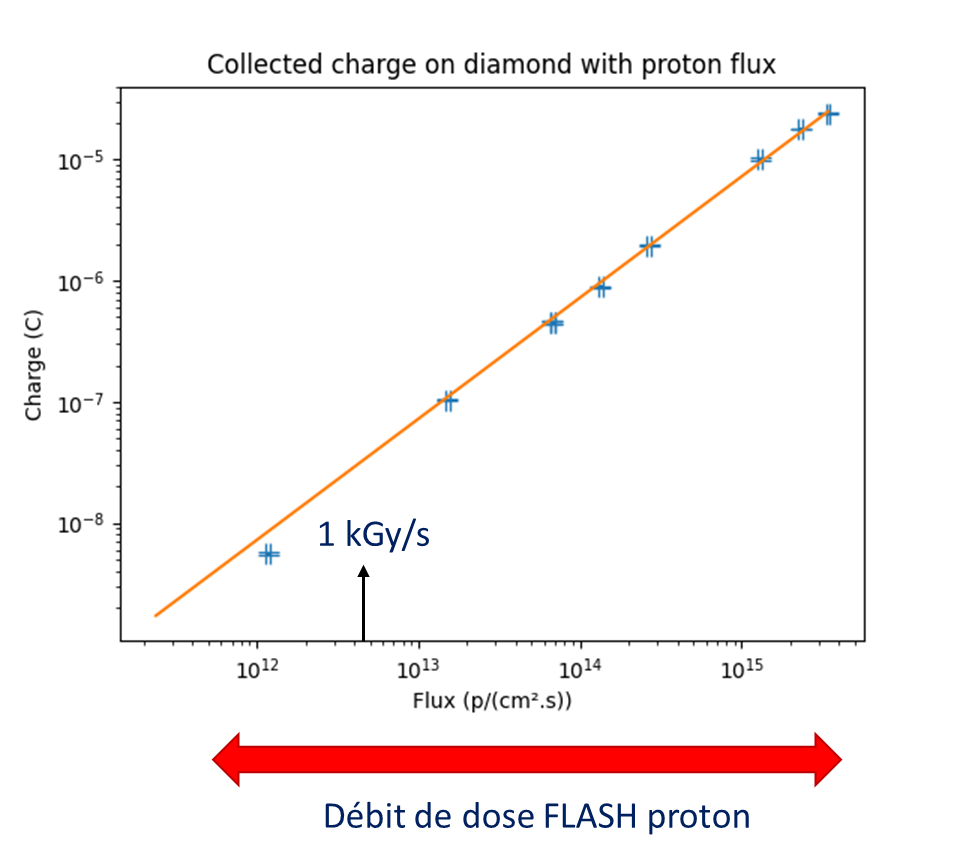 Collected charge on diamond with proton flux
10⁻⁵
10⁻⁶
10⁻⁷
10⁻⁸
Charge (C)
1 kGy/s
10¹² 10¹³ 10¹⁴ 10¹⁵
Flux (p/(cm².s))
Débit de dose FLASH proton